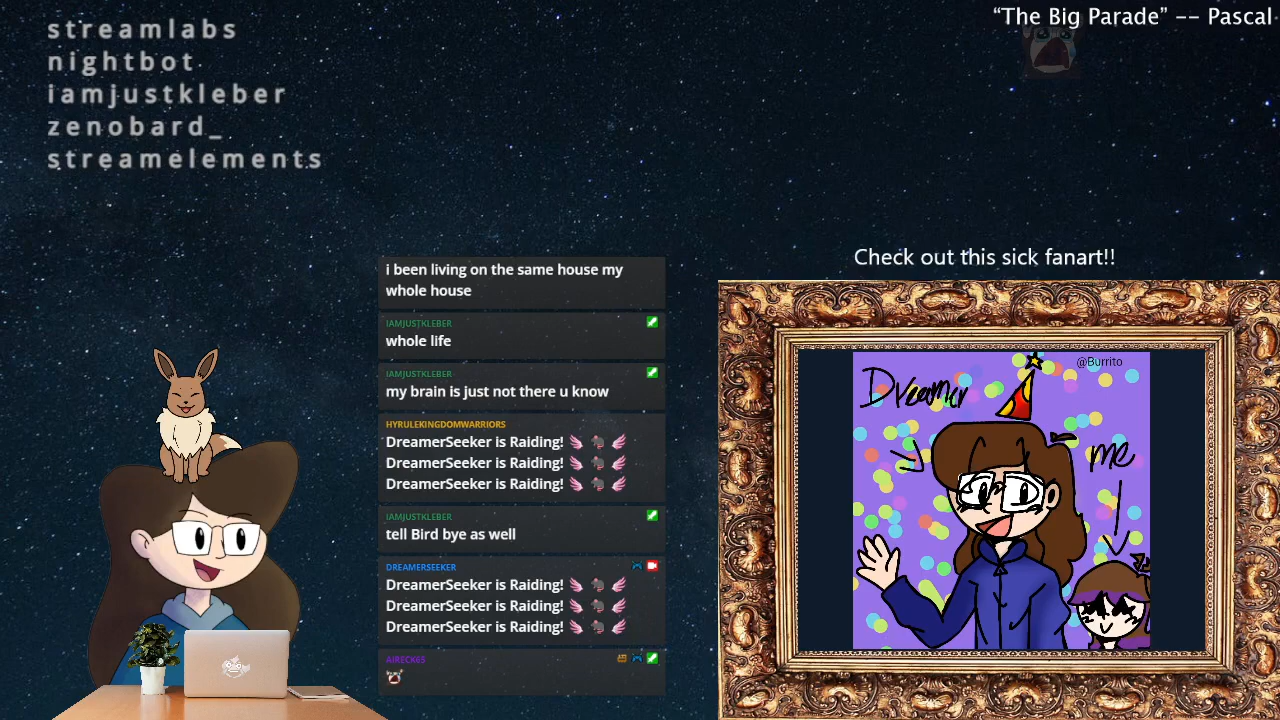 “The Big Parade” -- Pascal
streamlabs
nightbot
iamjustkleber
zenobard_
streamelements
i been living on the same house my
whole house
IAMJUSTKLEBER
whole life
IAMJUSTKLEBER
my brain is just not there u know
HYRULEKINGDOMWARRIORS
DreamerSeeker is Raiding!
DreamerSeeker is Raiding!
DreamerSeeker is Raiding!
IAMJUSTKLEBER
tell Bird bye as well
DREAMERSEEKER
DreamerSeeker is Raiding!
DreamerSeeker is Raiding!
DreamerSeeker is Raiding!
AIRECK65
Check out this sick fanart!!
@Burrito
Dreamer
me